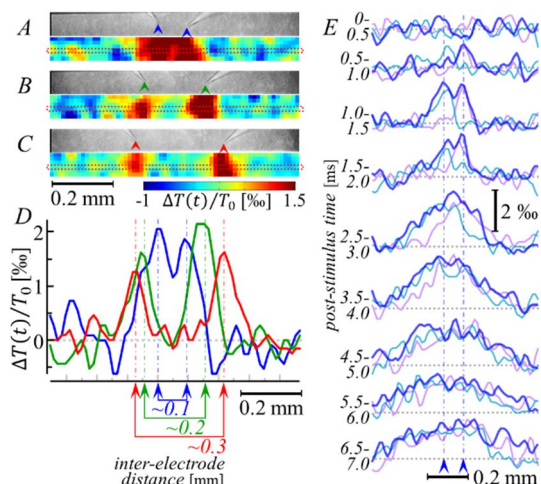 A
B
C
0.2 mm
-1 ΔT(t)/T₀ [‰] 1.5
D
ΔT(t)/T₀ [‰]
2
1
0
0.2 mm
~0.1
~0.2
~0.3
inter-electrode
distance [mm]
E
post-stimulus time [ms]
0-
0.5
0.5-
1.0
1.0-
1.5
1.5-
2.0
2.5-
3.0
3.5-
4.0
4.5-
5.0
5.5-
6.0
6.5-
7.0
2 ‰
0.2 mm